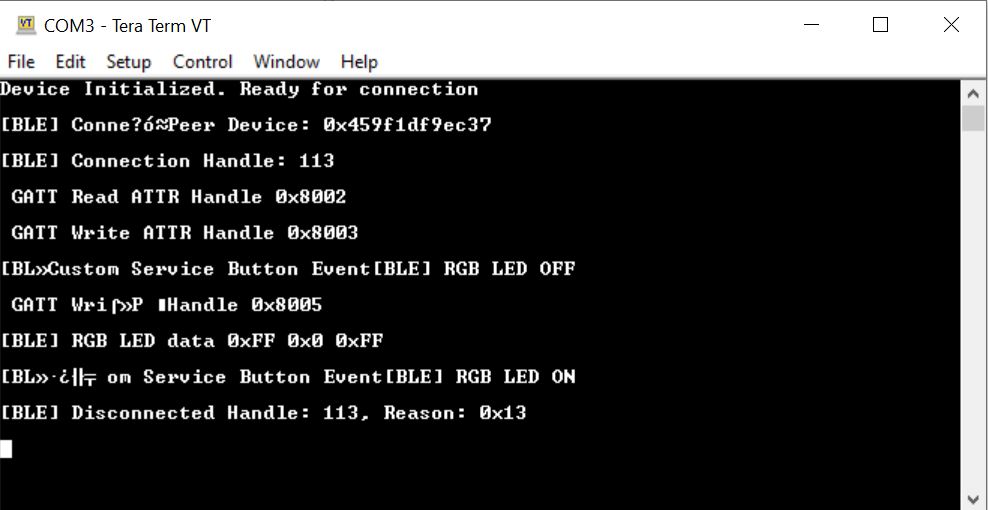 COM3 - Tera Term VT
File Edit Setup Control Window Help
Device Initialized. Ready for connection
[BLE] Conne?ó≈Peer Device: 0x459f1df9ec37
[BLE] Connection Handle: 113
GATT Read ATTR Handle 0x8002
GATT Write ATTR Handle 0x8003
[BL»Custom Service Button Event[BLE] RGB LED OFF
GATT Wri⌠»P ▮Handle 0x8005
[BLE] RGB LED data 0xFF 0x0 0xFF
[BL»·¿╢╤ om Service Button Event[BLE] RGB LED ON
[BLE] Disconnected Handle: 113, Reason: 0x13